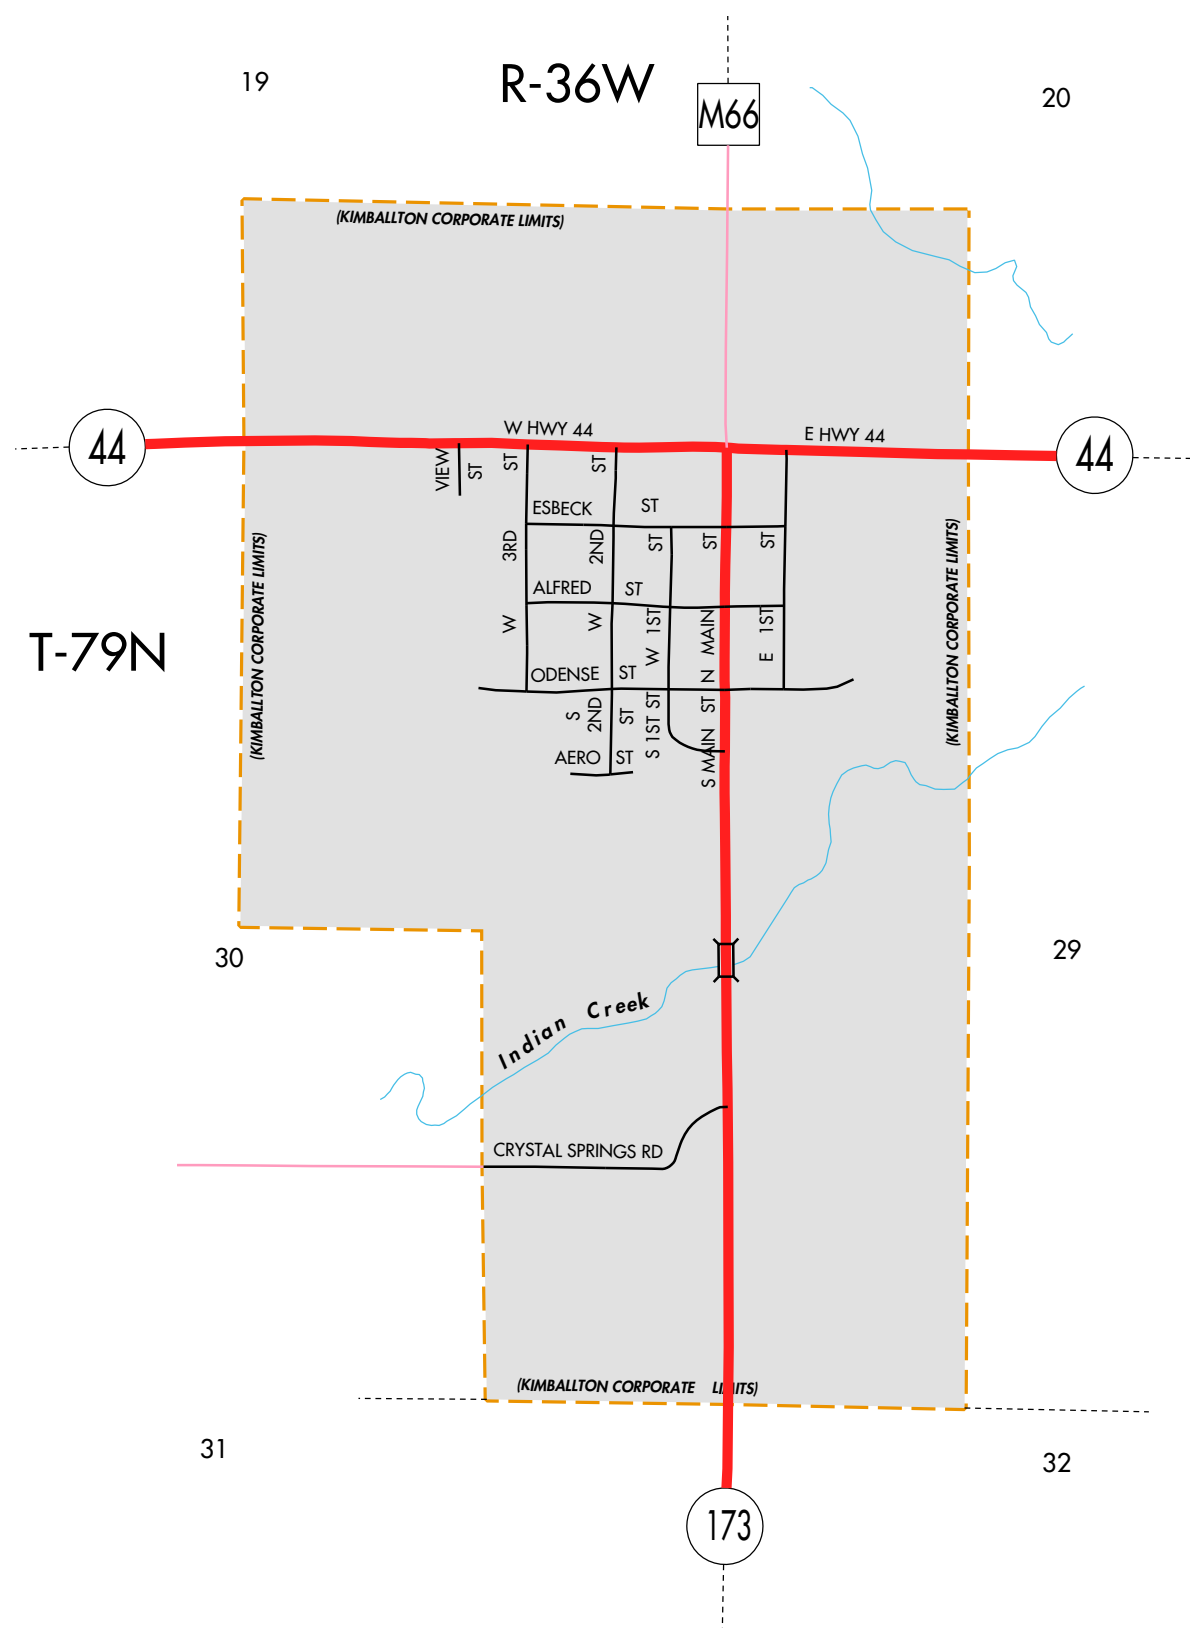 R-36W
19
20
M66
(KIMBALLTON CORPORATE LIMITS)
W HWY 44
E HWY 44
44
44
VIEW ST
W 3RD ST
W 2ND ST
ESBECK ST
W 1ST ST
N MAIN ST
E 1ST ST
(KIMBALLTON CORPORATE LIMITS)
(KIMBALLTON CORPORATE LIMITS)
ALFRED ST
T-79N
ODENSE ST
S 2ND ST
S 1ST ST
S MAIN ST
AERO ST
30
29
Indian Creek
CRYSTAL SPRINGS RD
(KIMBALLTON CORPORATE LIMITS)
31
32
173